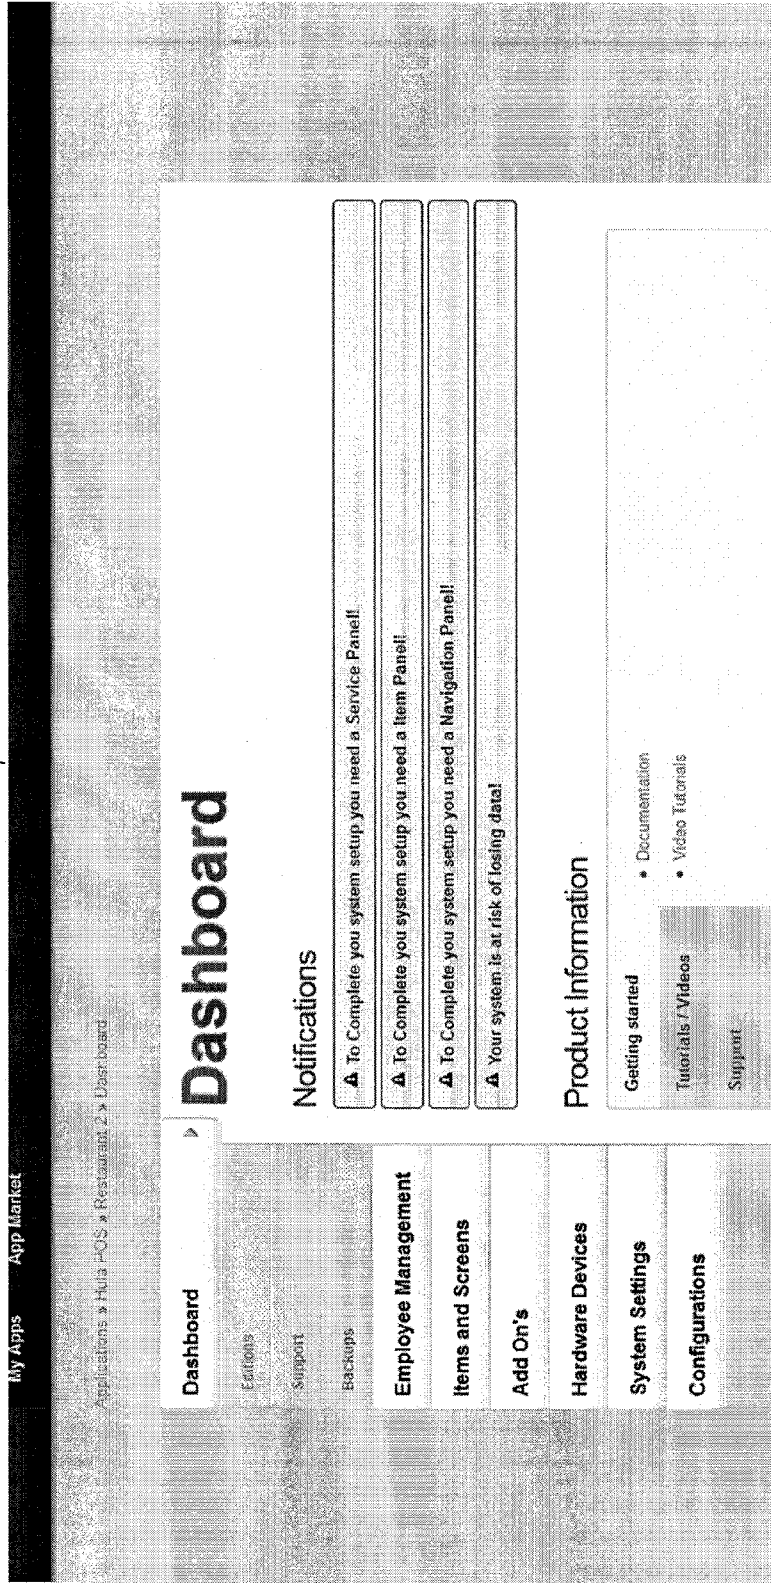 My Apps App Market
Applications » Hula POS » Restaurant 2 » Dashboard
Dashboard
Editions
Support
Backups
Employee Management
Items and Screens
Add On's
Hardware Devices
System Settings
Configurations
Dashboard
Notifications
To Complete you system setup you need a Service Panel!
To Complete you system setup you need a Item Panel!
To Complete you system setup you need a Navigation Panel!
Your system is at risk of losing data!
Product Information
Getting started
Tutorials / Videos
Support
• Documentation
• Video Tutorials